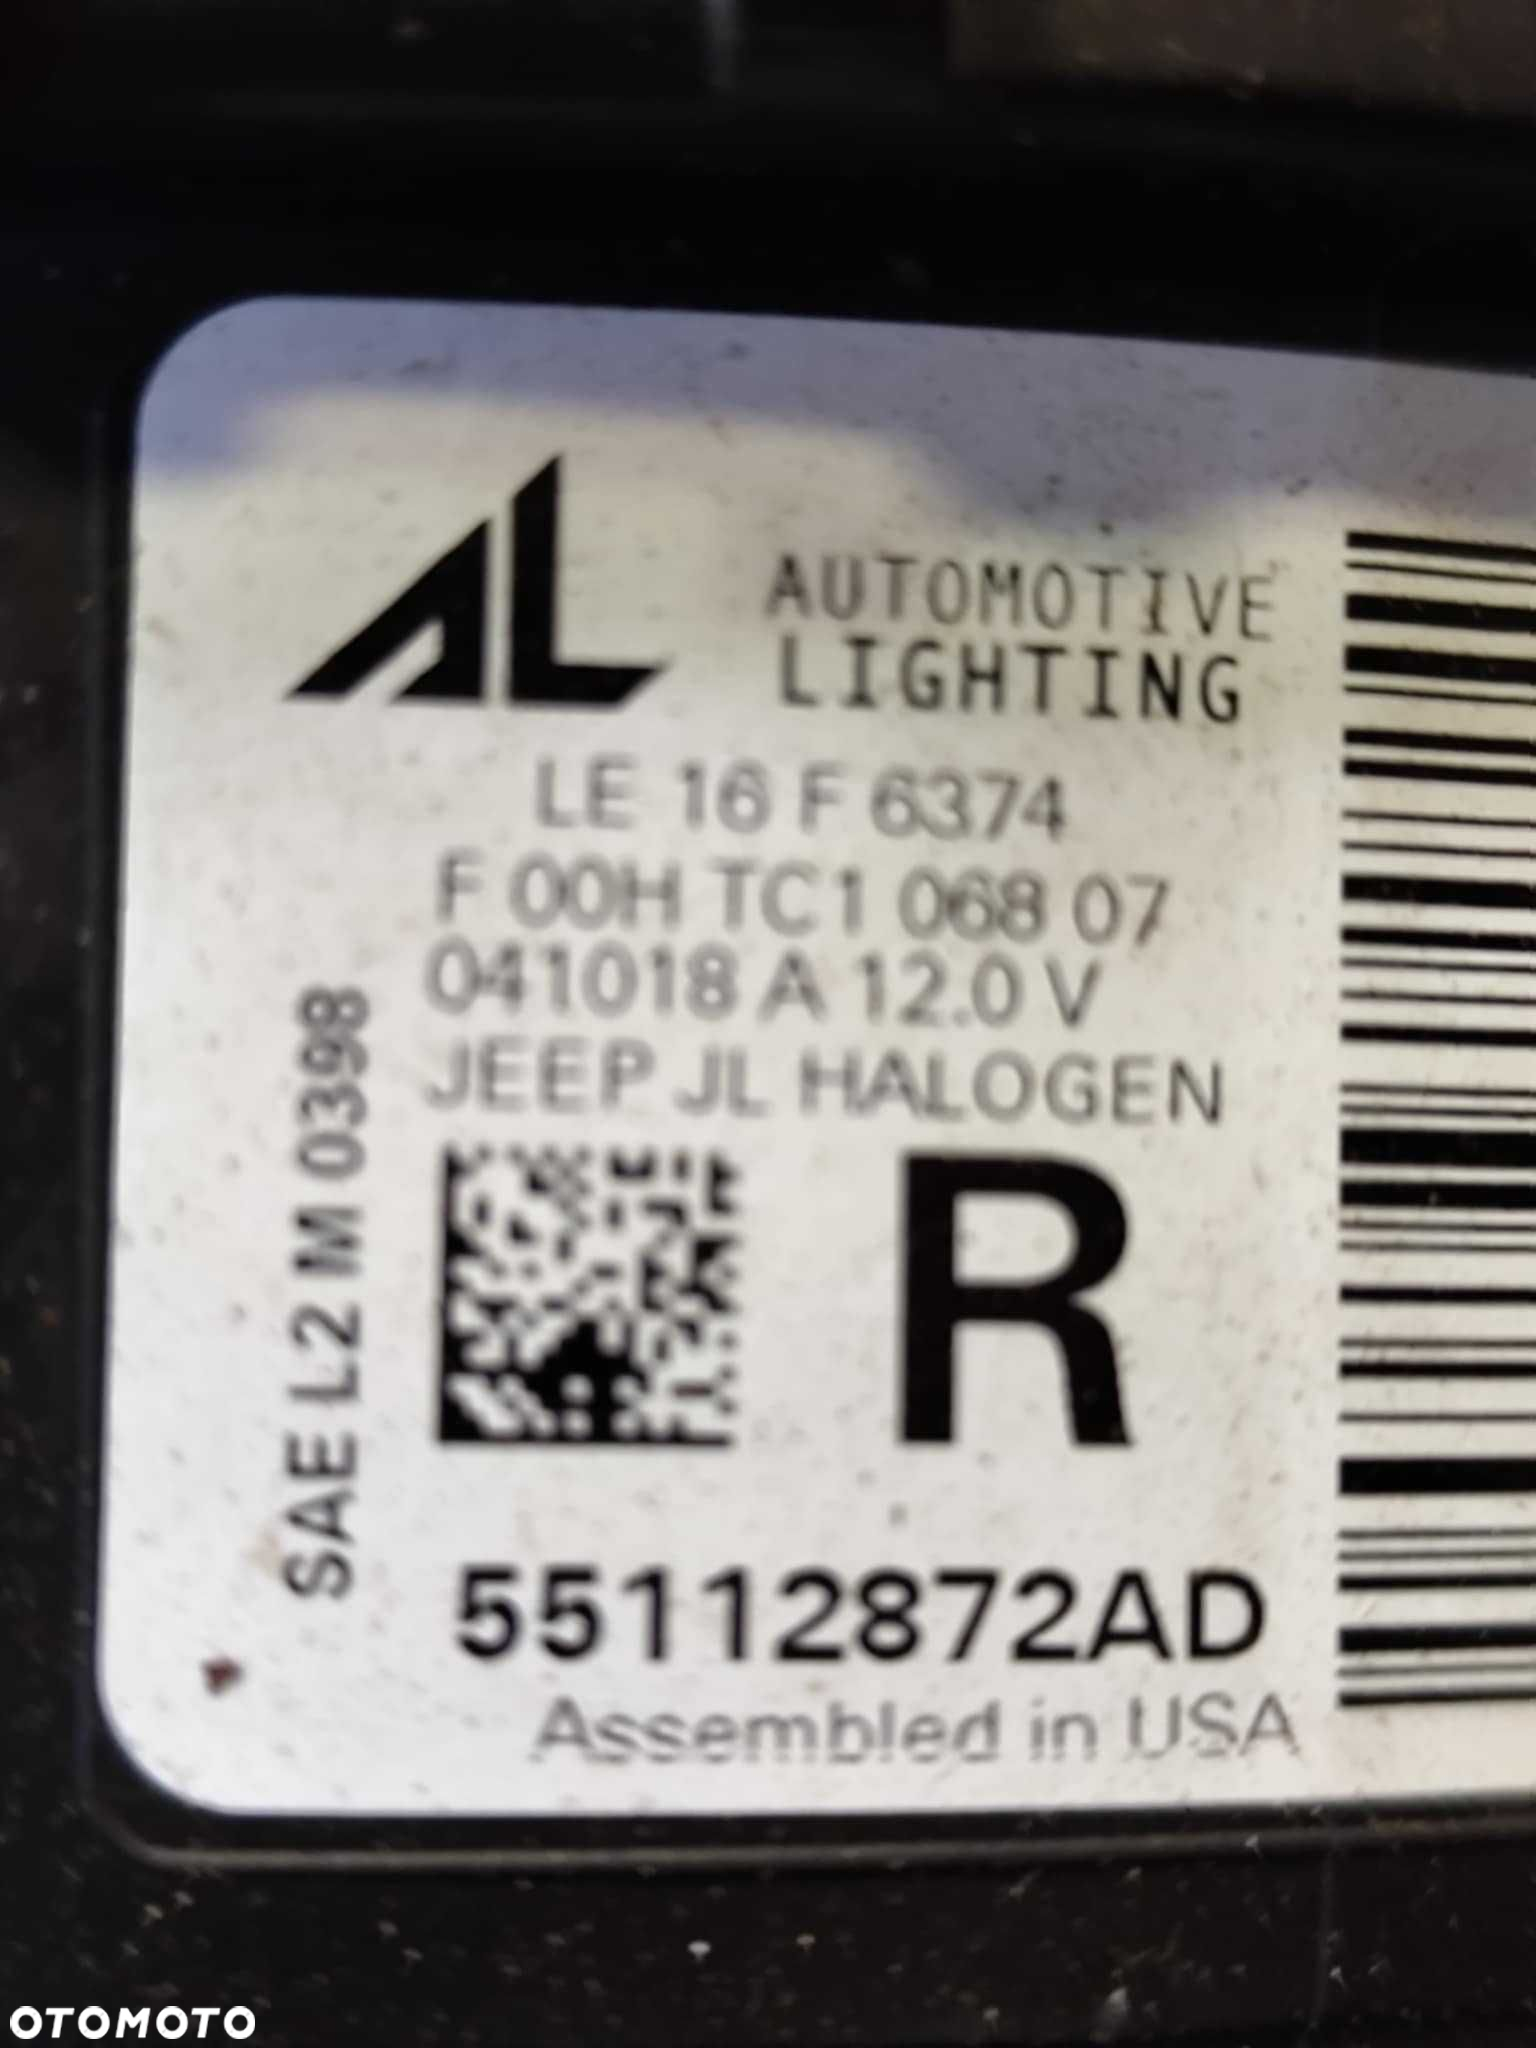 AL
AUTOMOTIVE
LIGHTING
LE 16 F 6374
F 00H TC1 068 07
041018 A 12.0 V
JEEP JL HALOGEN
SAE L2 M 0398
R
55112872AD
Assembled in USA
OTOMOTO